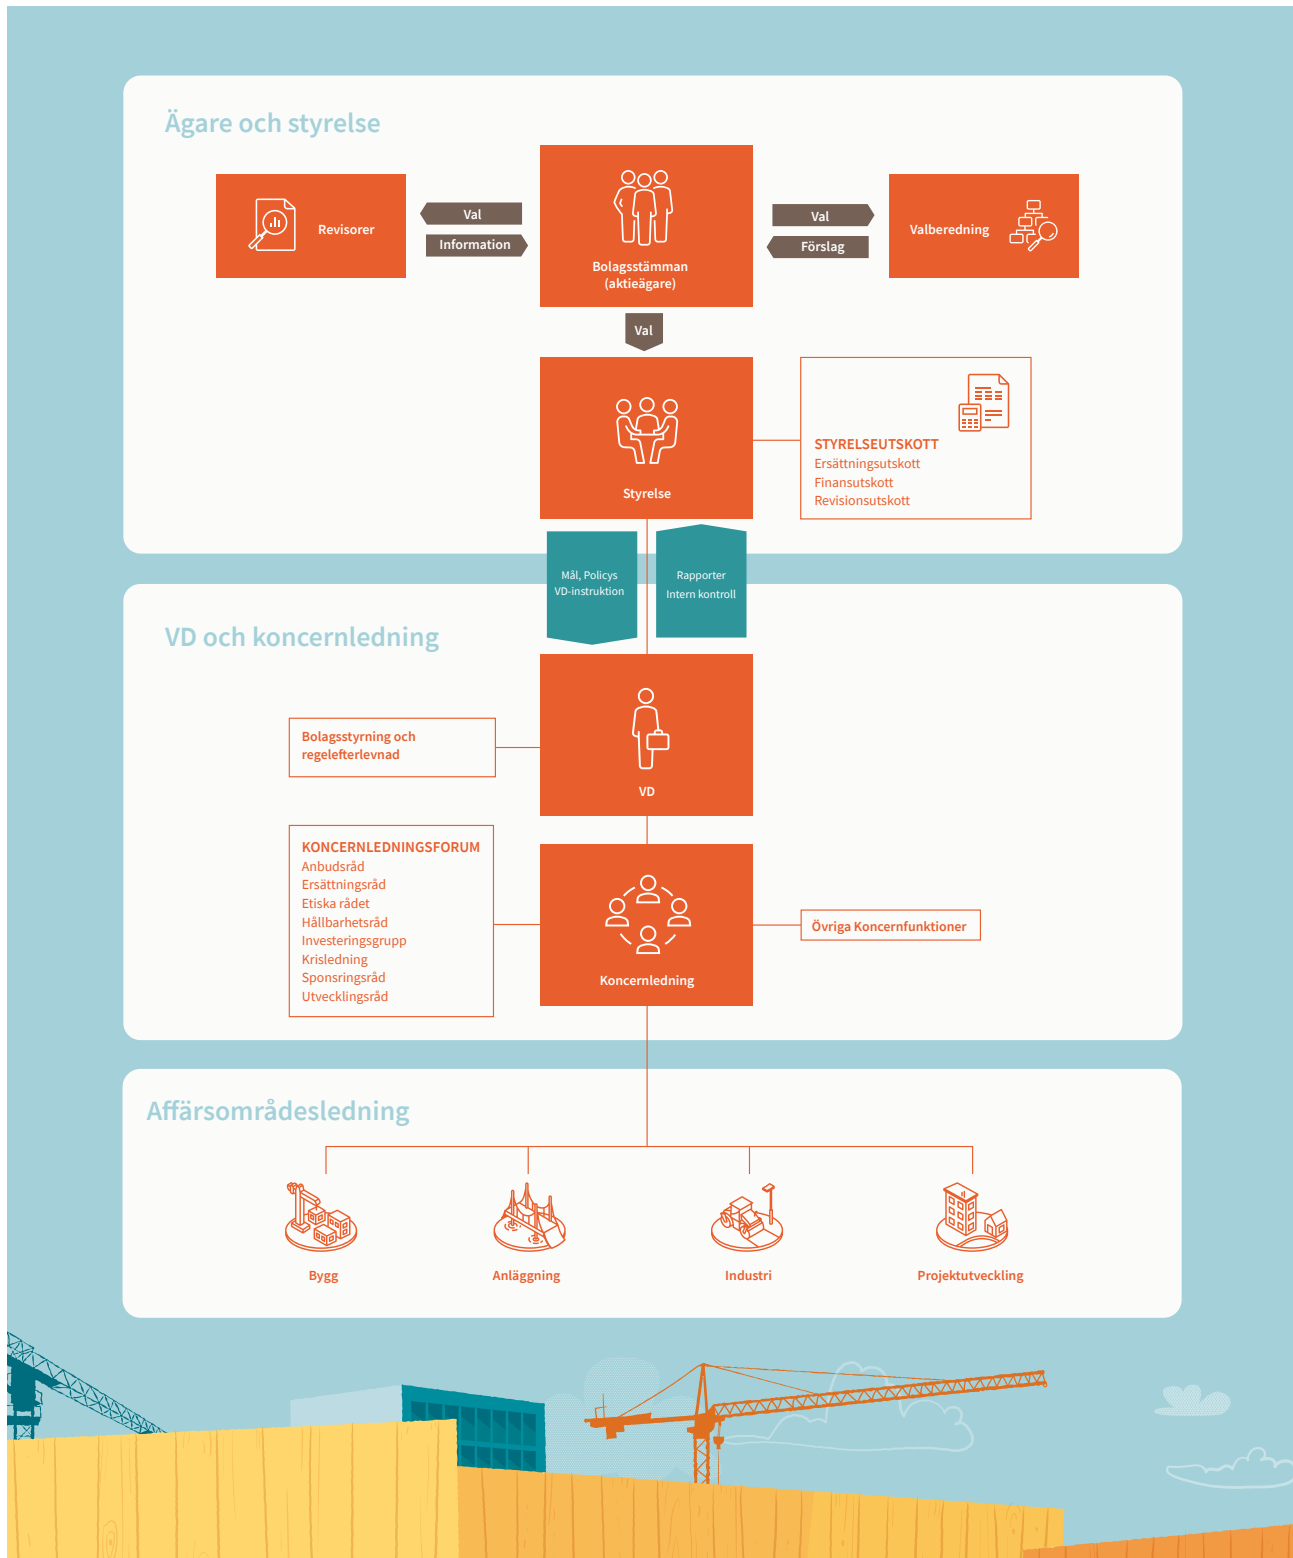 Ägare och styrelse
Revisorer
Val
Information
Bolagsstämman
(aktieägare)
Val
Förslag
Valberedning
Val
Styrelse
STYRELSEUTSKOTT
Ersättningsutskott
Finansutskott
Revisionsutskott
Mål, Policys
VD-instruktion
Rapporter
Intern kontroll
VD och koncernledning
Bolagsstyrning och
regelefterlevnad
VD
KONCERNLEDNINGSFORUM
Anbudsråd
Ersättningsråd
Etiska rådet
Hållbarhetsråd
Investeringsgrupp
Krisledning
Sponsringsråd
Utvecklingsråd
Koncernledning
Övriga Koncernfunktioner
Affärsområdesledning
Bygg
Anläggning
Industri
Projektutveckling